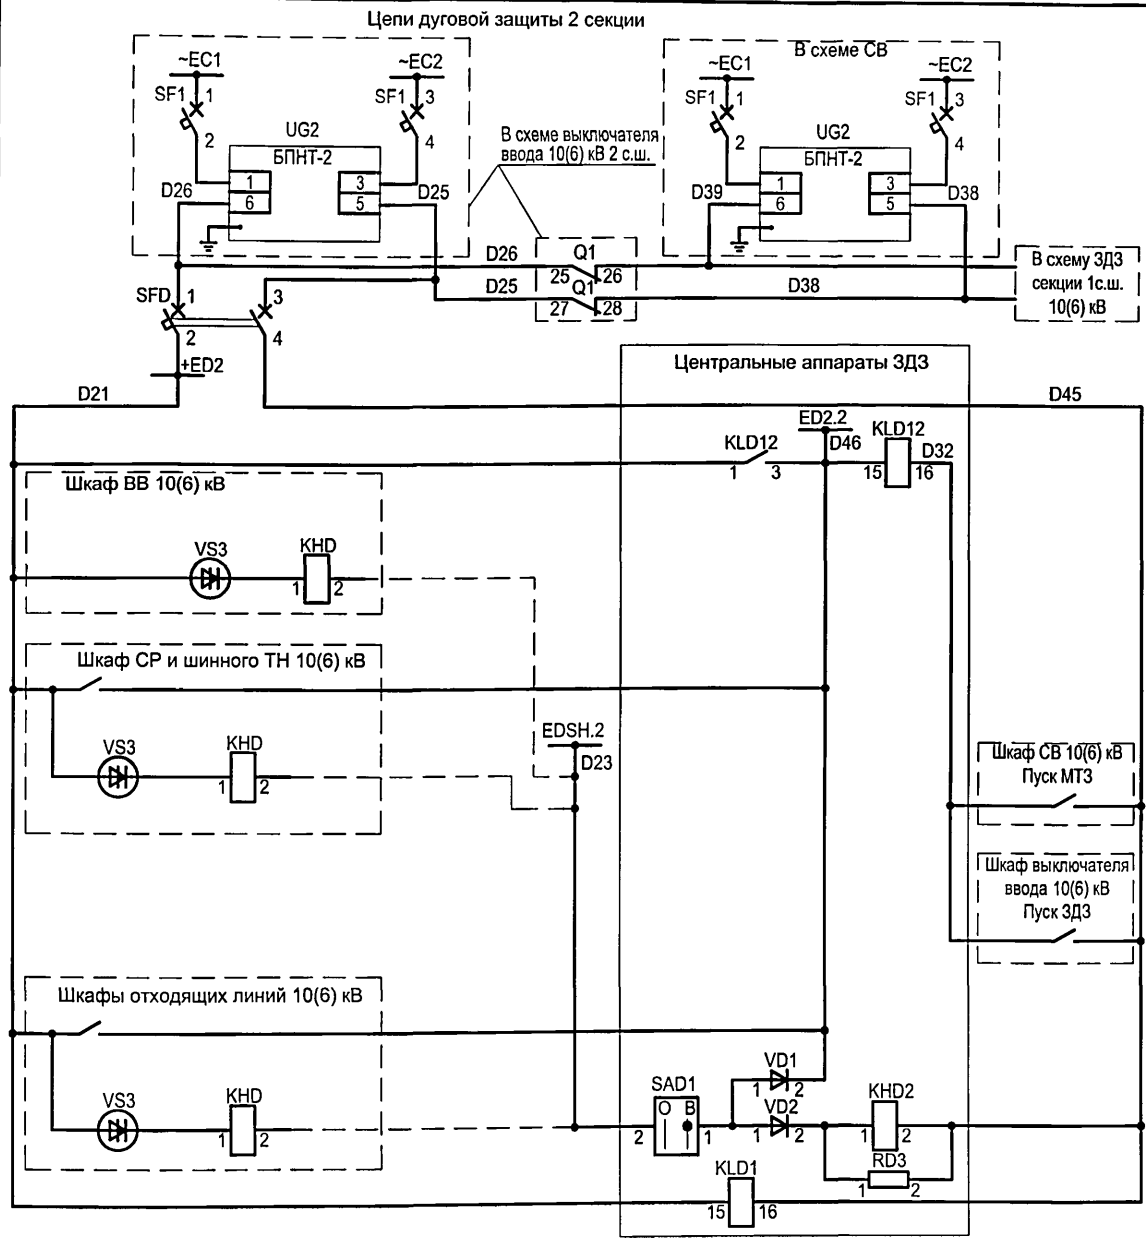 Цепи дуговой защиты 2 секции
~EC1
~EC2
SF1 1
SF1 3
2
4
UG2
БПНТ-2
1 3
6 5
D26
D25
В схеме выключателя
ввода 10(6) кВ 2 с.ш.
В схеме СВ
~EC1
~EC2
SF1 1
SF1 3
2
4
UG2
БПНТ-2
1 3
6 5
D39
D38
D26
Q1
25 26
D25
Q1
27 28
D38
В схему ЗДЗ
секции 1с.ш.
10(6) кВ
SFD 1 3
2 4
+ED2
D21
D45
Центральные аппараты ЗДЗ
ED2.2
D46
KLD12
1 3
KLD12
15 16
D32
Шкаф ВВ 10(6) кВ
VS3
KHD
1 2
Шкаф СР и шинного ТН 10(6) кВ
VS3
KHD
1 2
EDSH.2
D23
Шкаф СВ 10(6) кВ
Пуск МТЗ
Шкаф выключателя
ввода 10(6) кВ
Пуск ЗДЗ
Шкафы отходящих линий 10(6) кВ
VS3
KHD
1 2
SAD1
О В
2 1
VD1
1 2
VD2
1 2
KHD2
1 2
RD3
1 2
KLD1
15 16